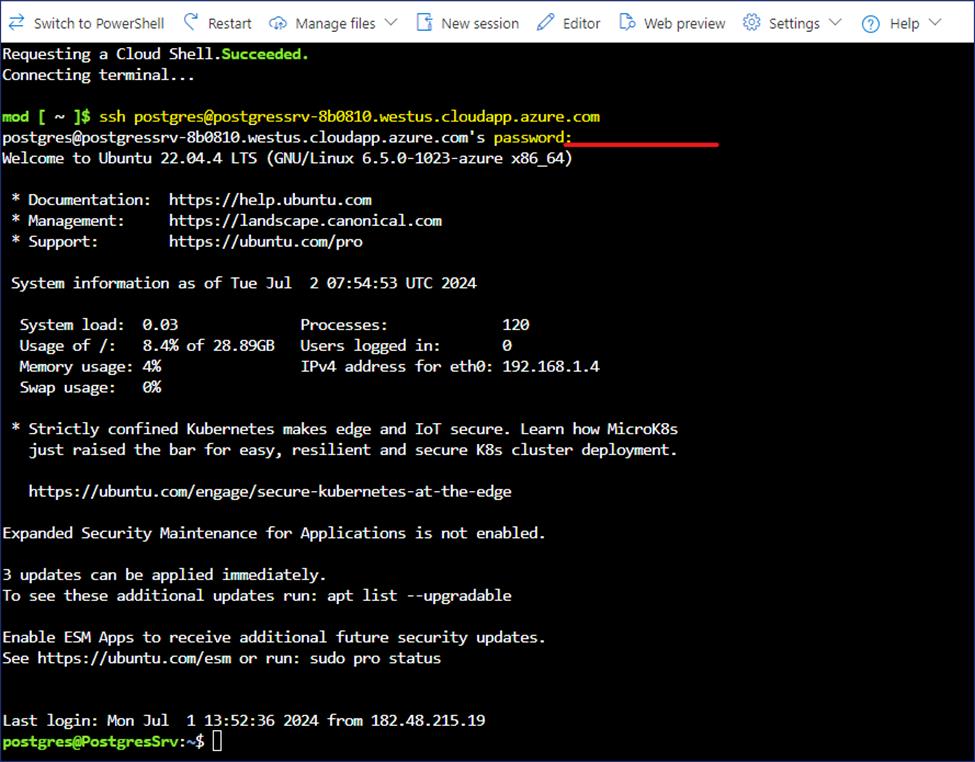 Switch to PowerShell Restart Manage files New session Editor Web preview Settings Help
Requesting a Cloud Shell.Succeeded.
Connecting terminal...
mod [ ~ ]$ ssh postgres@postgressrv-8b0810.westus.cloudapp.azure.com
postgres@postgressrv-8b0810.westus.cloudapp.azure.com's password:
Welcome to Ubuntu 22.04.4 LTS (GNU/Linux 6.5.0-1023-azure x86_64)
* Documentation: https://help.ubuntu.com
* Management: https://landscape.canonical.com
* Support: https://ubuntu.com/pro
System information as of Tue Jul 2 07:54:53 UTC 2024
System load: 0.03 Processes: 120
Usage of /: 8.4% of 28.89GB Users logged in: 0
Memory usage: 4% IPv4 address for eth0: 192.168.1.4
Swap usage: 0%
* Strictly confined Kubernetes makes edge and IoT secure. Learn how MicroK8s
just raised the bar for easy, resilient and secure K8s cluster deployment.
https://ubuntu.com/engage/secure-kubernetes-at-the-edge
Expanded Security Maintenance for Applications is not enabled.
3 updates can be applied immediately.
To see these additional updates run: apt list --upgradable
Enable ESM Apps to receive additional future security updates.
See https://ubuntu.com/esm or run: sudo pro status
Last login: Mon Jul 1 13:52:36 2024 from 182.48.215.19
postgres@PostgresSrv:~$